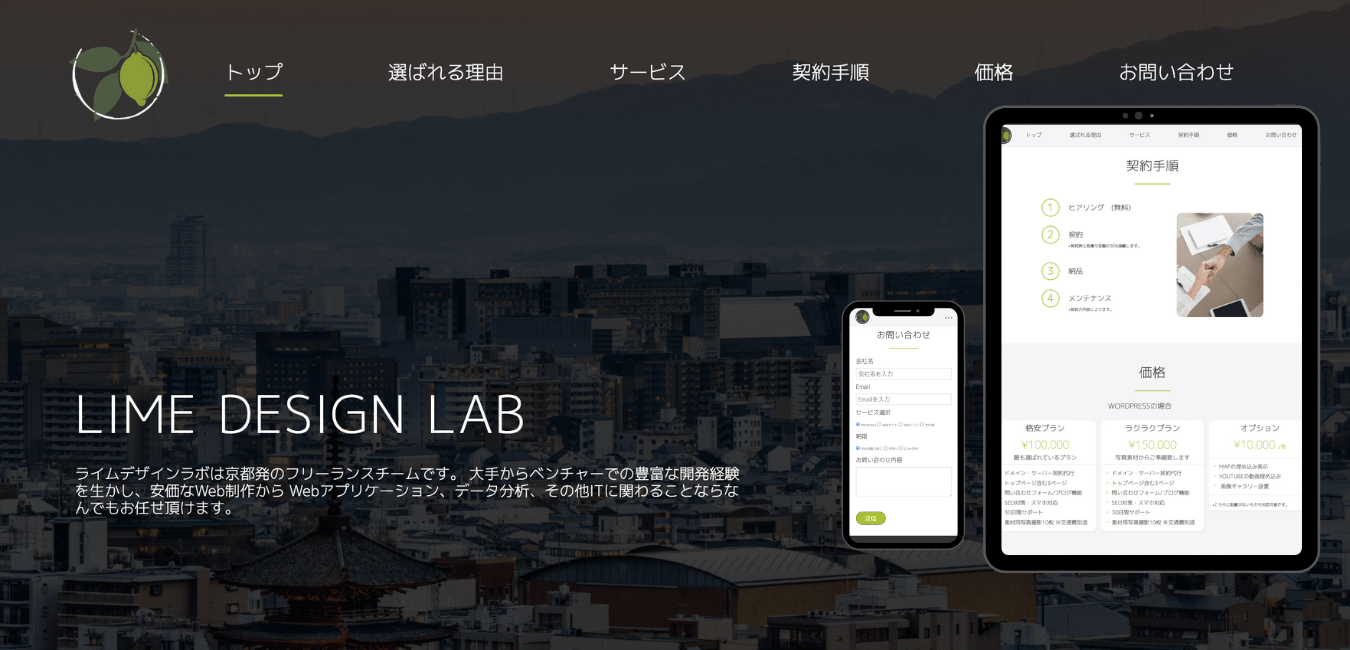 トップ
選ばれる理由
サービス
契約手順
価格
お問い合わせ
LIME DESIGN LAB
ライムデザインラボは京都発のフリーランスチームです。大手からベンチャーでの豊富な開発経験
を生かし、安価なWeb制作から Webアプリケーション、データ分析、その他ITに関わることならな
んでもお任せ頂けます。
お問い合わせ
会社名
会社名を入力
Email
Emailを入力
サービス選択
お問い合わせ内容
送信
トップ
選ばれる理由
サービス
契約手順
価格
お問い合わせ
契約手順
1 ヒアリング (無料)
2 契約
3 納品
4 メンテナンス
•契約の内容によります。
価格
WORDPRESSの場合
格安プラン
¥100,000
最も選ばれているプラン
ドメイン・サーバー契約代行
トップページ含む3ページ
問い合わせフォーム/ブログ機能
SEO対策・スマホ対応
30日間サポート
素材用写真撮影10枚 ※交通費別途
ラクラクプラン
¥150,000
写真素材からご準備致します
ドメイン・サーバー契約代行
トップページ含む3ページ
問い合わせフォーム/ブログ機能
SEO対策・スマホ対応
30日間サポート
素材用写真撮影10枚 ※交通費別途
オプション
¥10,000
MAPの埋め込み表示
YOUTUBEの動画埋め込み
画像ギャラリー設置